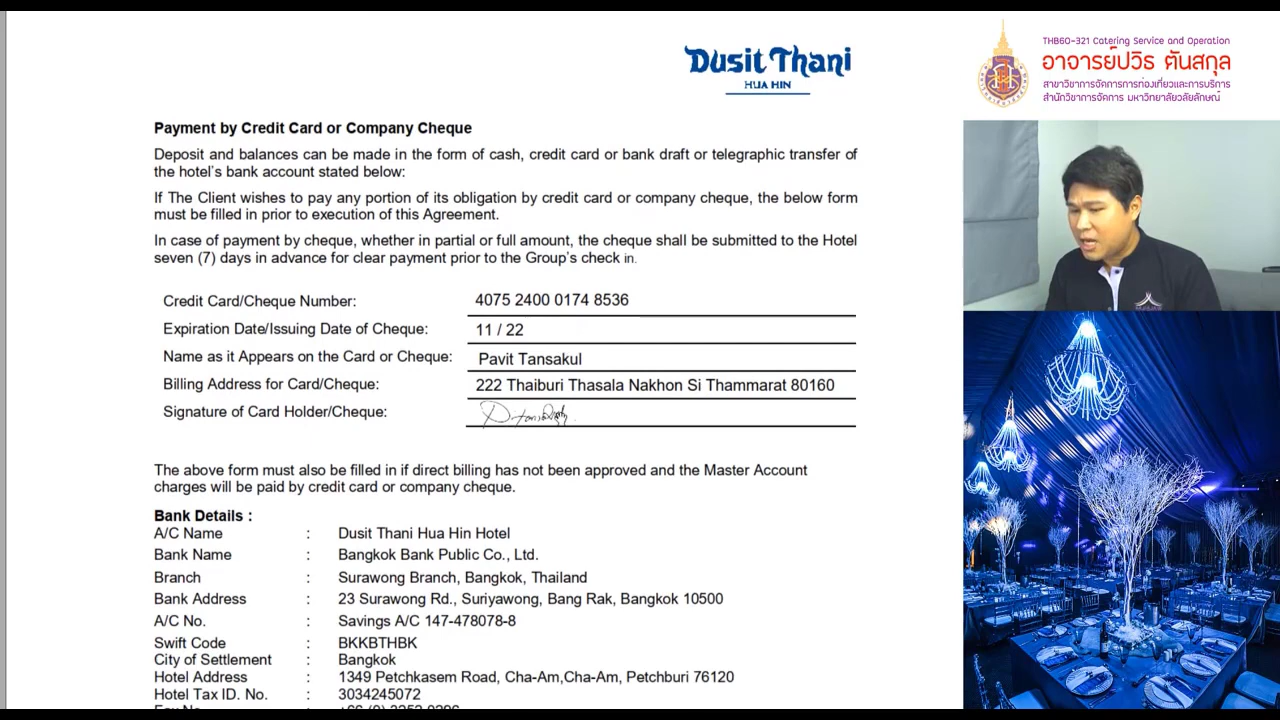 Dusit Thani
HUA HIN
Payment by Credit Card or Company Cheque
Deposit and balances can be made in the form of cash, credit card or bank draft or telegraphic transfer of
the hotel's bank account stated below:
If The Client wishes to pay any portion of its obligation by credit card or company cheque, the below form
must be filled in prior to execution of this Agreement.
In case of payment by cheque, whether in partial or full amount, the cheque shall be submitted to the Hotel
seven (7) days in advance for clear payment prior to the Group's check in.
Credit Card/Cheque Number: 4075 2400 0174 8536
Expiration Date/Issuing Date of Cheque: 11 / 22
Name as it Appears on the Card or Cheque: Pavit Tansakul
Billing Address for Card/Cheque: 222 Thaiburi Thasala Nakhon Si Thammarat 80160
Signature of Card Holder/Cheque:
The above form must also be filled in if direct billing has not been approved and the Master Account
charges will be paid by credit card or company cheque.
Bank Details :
A/C Name : Dusit Thani Hua Hin Hotel
Bank Name : Bangkok Bank Public Co., Ltd.
Branch : Surawong Branch, Bangkok, Thailand
Bank Address : 23 Surawong Rd., Suriyawong, Bang Rak, Bangkok 10500
A/C No. : Savings A/C 147-478078-8
Swift Code : BKKBTHBK
City of Settlement : Bangkok
Hotel Address : 1349 Petchkasem Road, Cha-Am,Cha-Am, Petchburi 76120
Hotel Tax ID. No. : 3034245072
THB60-321 Catering Service and Operation
อาจารย์ปวิธ ตันสกุล
สาขาวิชาการจัดการการท่องเที่ยวและการบริการ
สำนักวิชาการจัดการ มหาวิทยาลัยวลัยลักษณ์